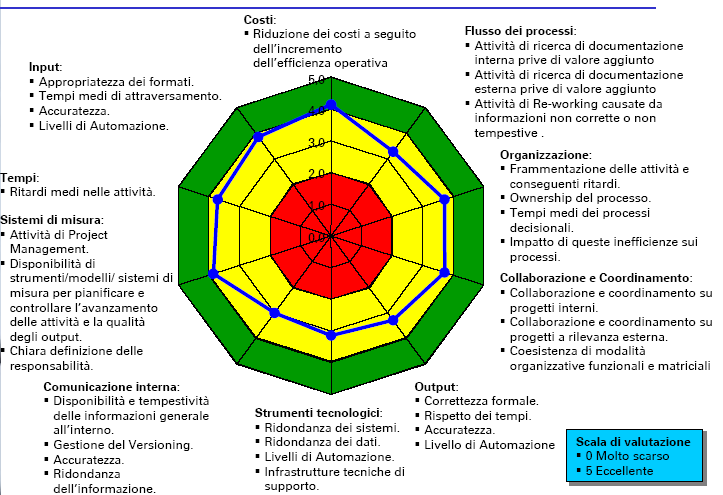 Costi:
▪ Riduzione dei costi a seguito
dell'incremento
dell'efficienza operativa
Flusso dei processi:
▪ Attività di ricerca di documentazione
interna prive di valore aggiunto
▪ Attività di ricerca di documentazione
esterna prive di valore aggiunto
▪ Attività di Re-working causate da
informazioni non corrette o non
tempestive .
Input:
▪ Appropriatezza dei formati.
▪ Tempi medi di attraversamento.
▪ Accuratezza.
▪ Livelli di Automazione.
5.0
4.0
3.0
2.0
1.0
0.0
Organizzazione:
▪ Frammentazione delle attività e
conseguenti ritardi.
▪ Ownership del processo.
▪ Tempi medi dei processi
decisionali.
▪ Impatto di queste inefficienze sui
processi.
Tempi:
▪ Ritardi medi nelle attività.
Sistemi di misura:
▪ Attività di Project
Management.
▪ Disponibilità di
strumenti/modelli/ sistemi di
misura per pianificare e
controllare l'avanzamento
delle attività e la qualità
degli output.
▪ Chiara definizione delle
responsabilità.
Collaborazione e Coordinamento:
▪ Collaborazione e coordinamento su
progetti interni.
▪ Collaborazione e coordinamento su
progetti a rilevanza esterna.
▪ Coesistenza di modalità
organizzative funzionali e matriciali
Comunicazione interna:
▪ Disponibilità e tempestività
delle informazioni generale
all'interno.
▪ Gestione del Versioning.
▪ Accuratezza.
▪ Ridondanza
dell'informazione.
Strumenti tecnologici:
▪ Ridondanza dei sistemi.
▪ Ridondanza dei dati.
▪ Livelli di Automazione.
▪ Infrastrutture tecniche di
supporto.
Output:
▪ Correttezza formale.
▪ Rispetto dei tempi.
▪ Accuratezza.
▪ Livello di Automazione
Scala di valutazione
▪ 0 Molto scarso
▪ 5 Eccellente